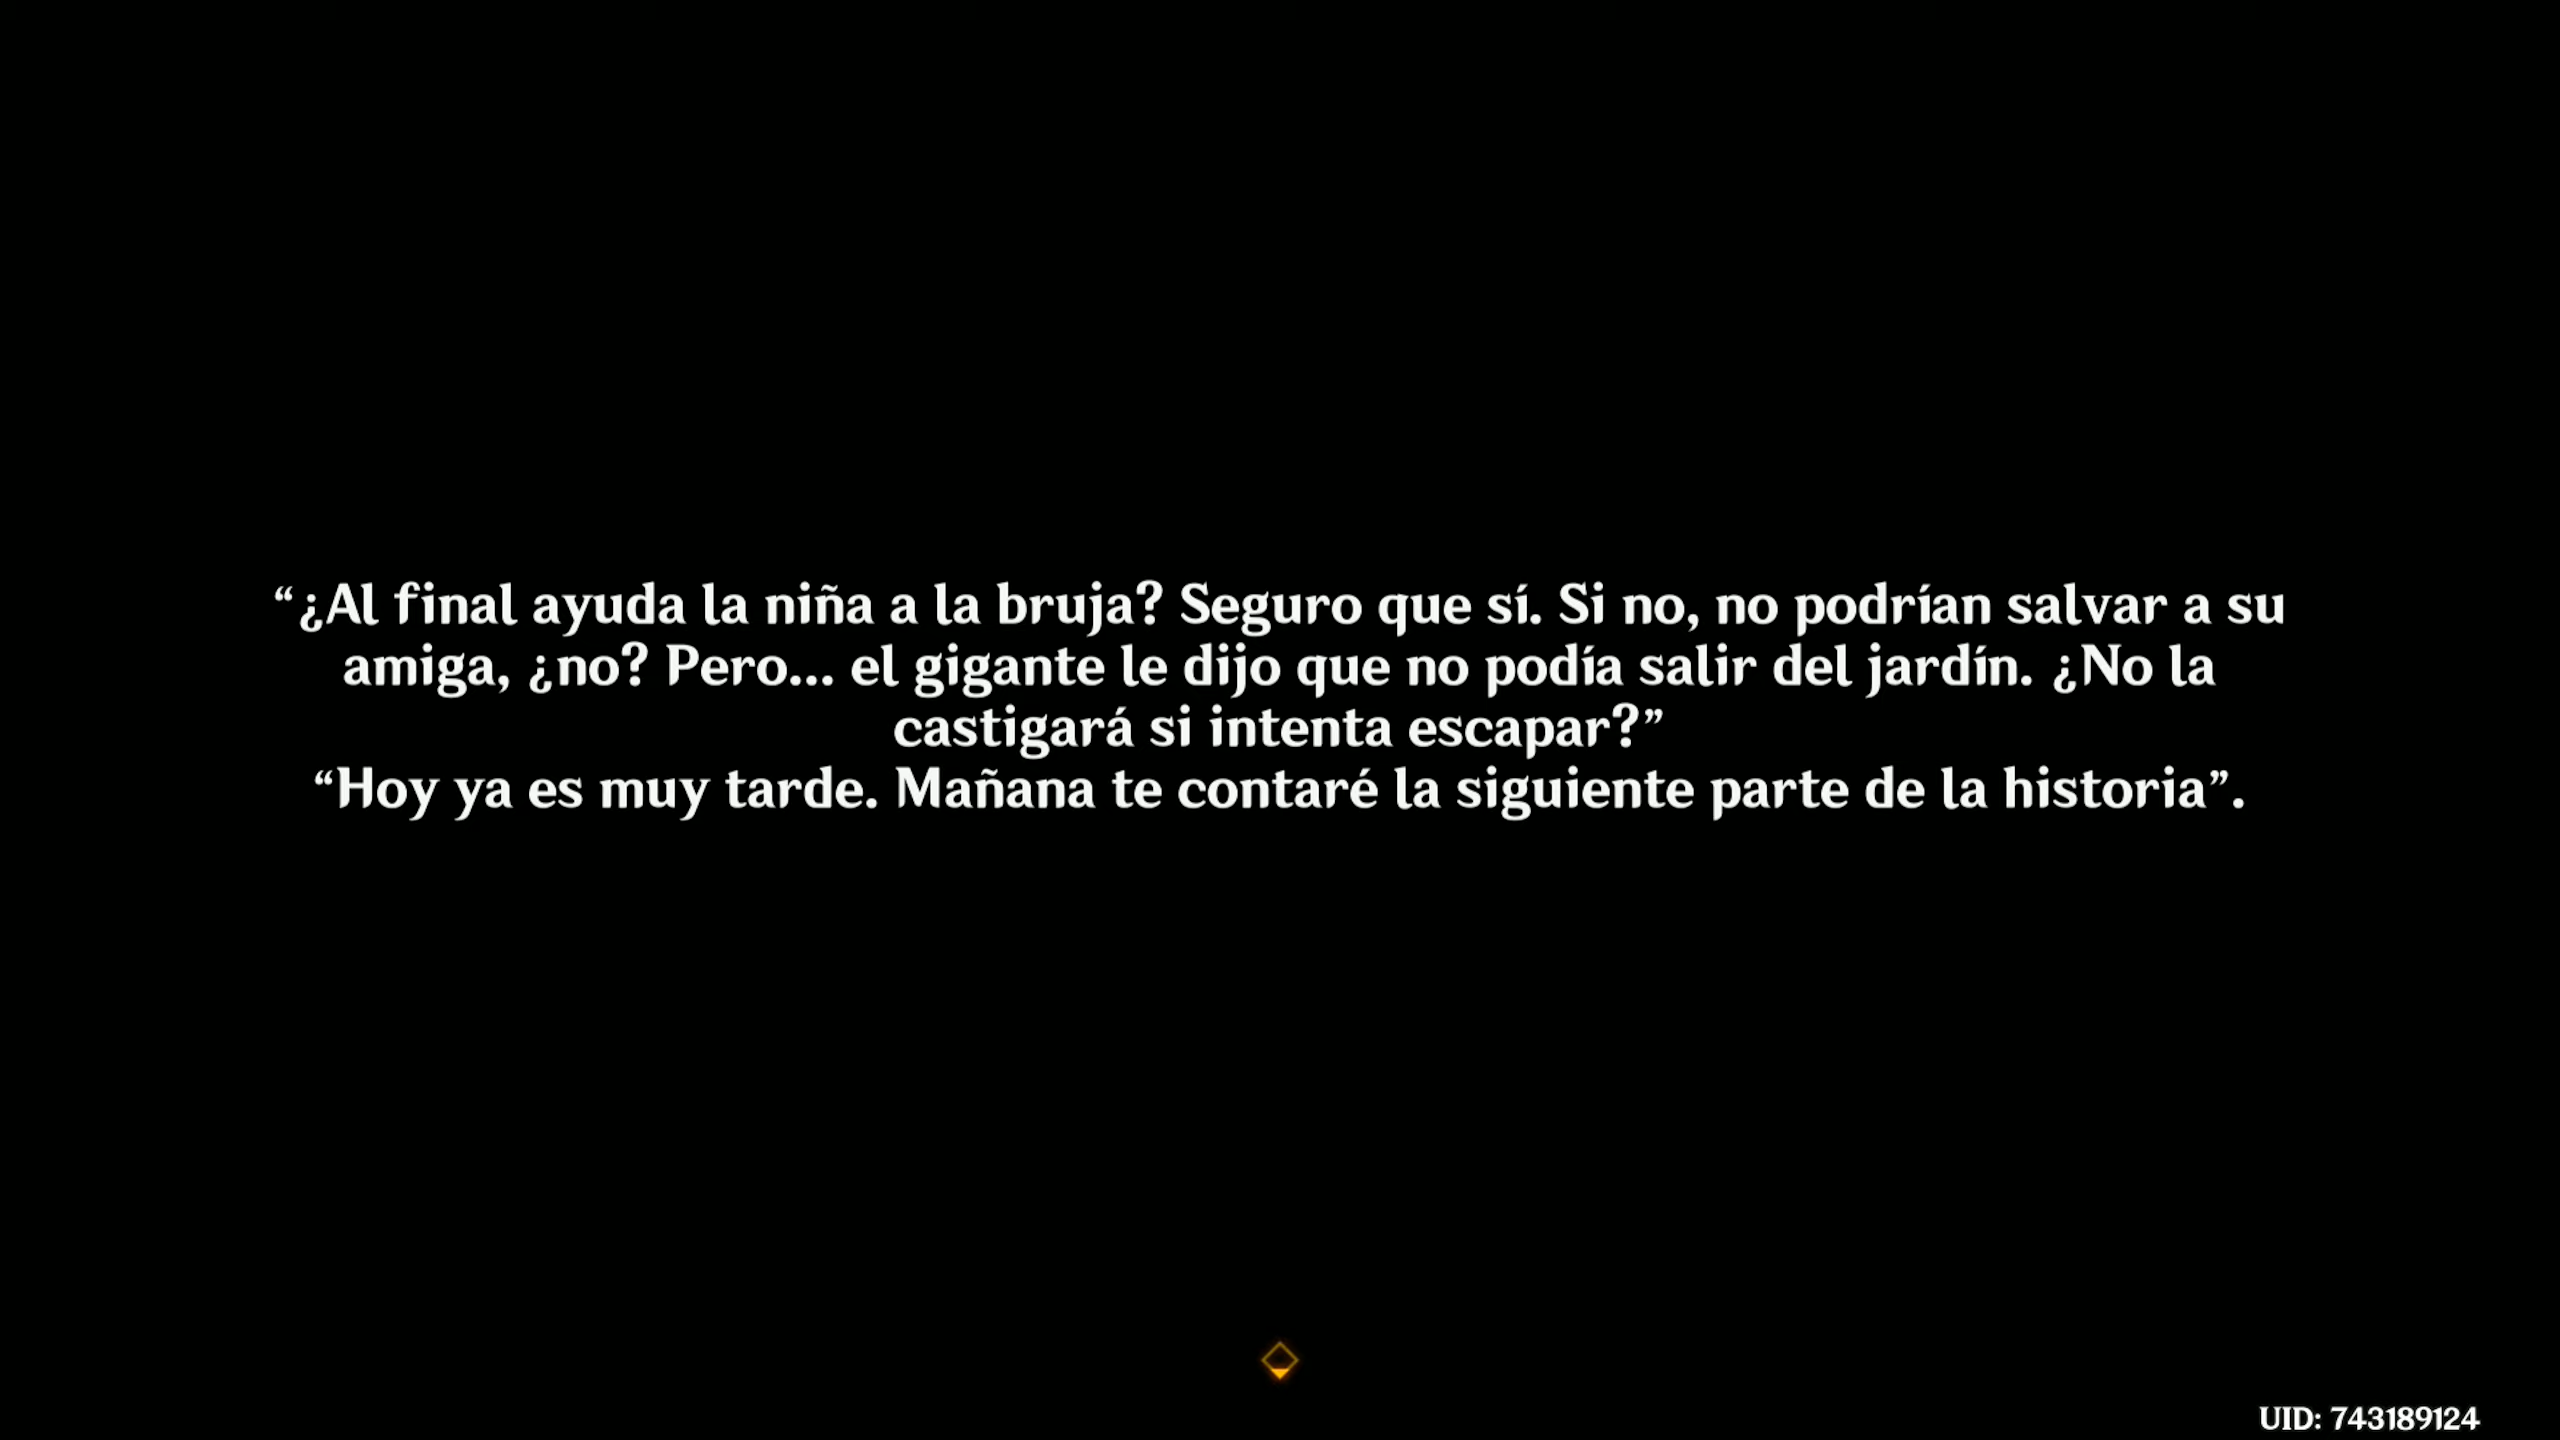 “¿Al final ayuda la niña a la bruja? Seguro que sí. Si no, no podrían salvar a su
amiga, ¿no? Pero... el gigante le dijo que no podía salir del jardín. ¿No la
castigará si intenta escapar?”
“Hoy ya es muy tarde. Mañana te contaré la siguiente parte de la historia”.
UID: 743189124